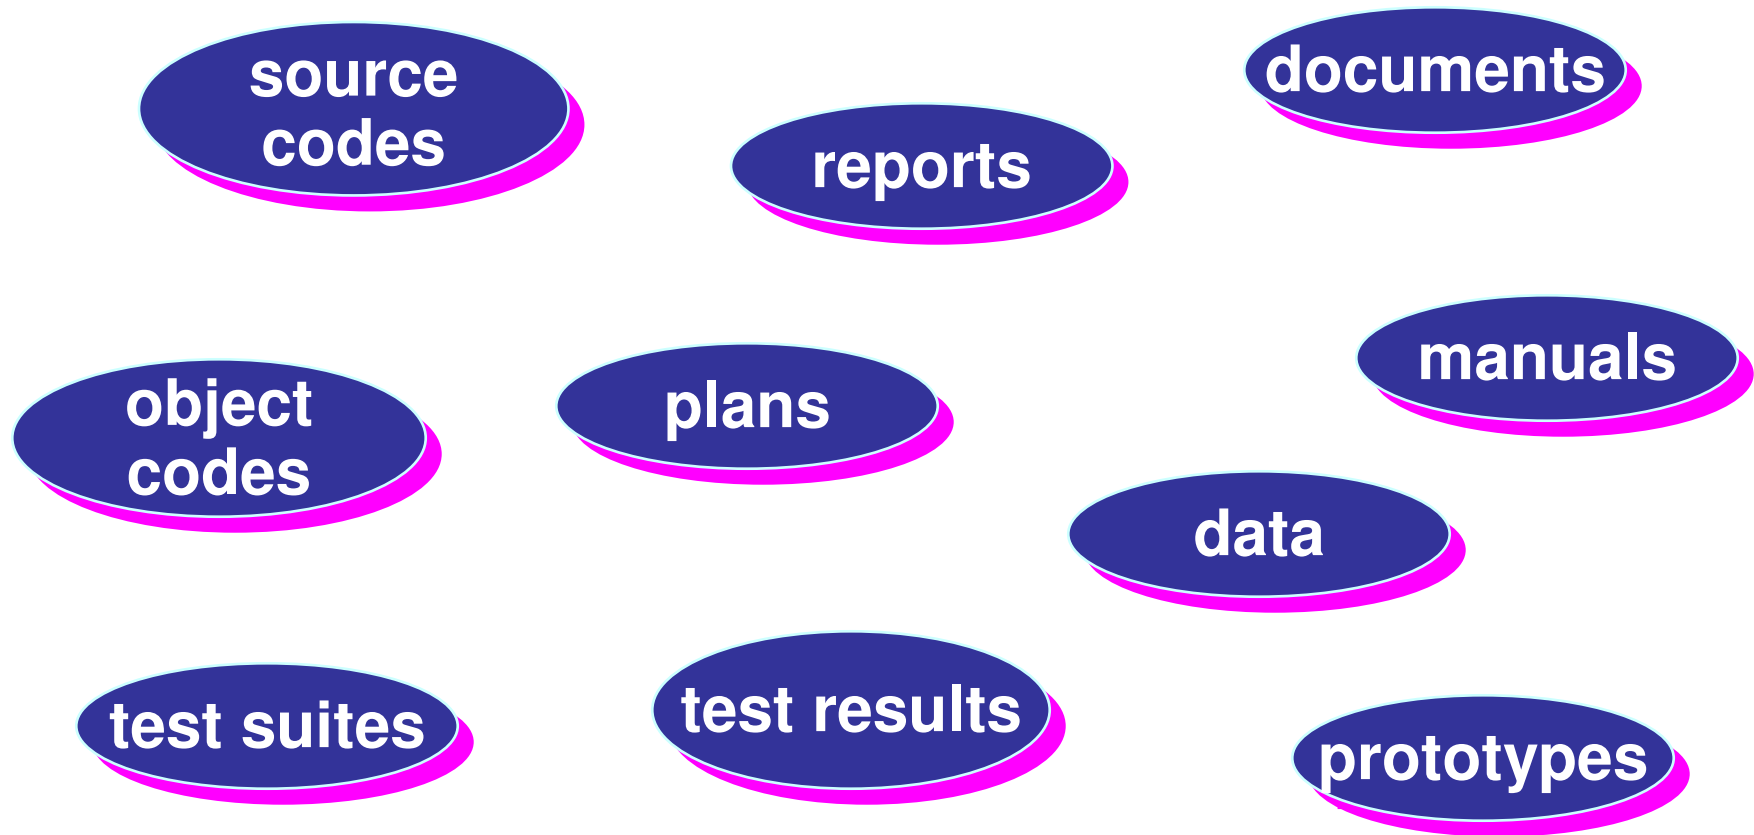 source
codes
documents
reports
object
codes
plans
manuals
data
test suites
test results
prototypes